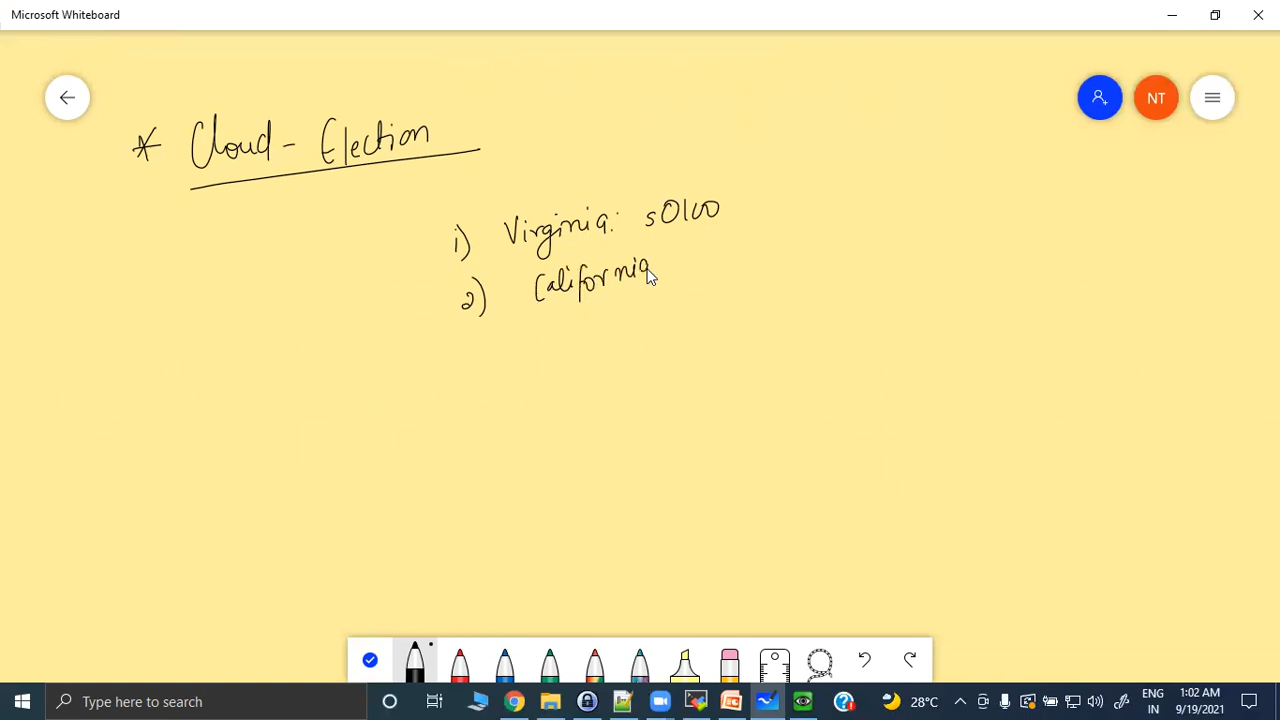 Microsoft Whiteboard
NT
* Cloud - Election
1) Virginia:
2) California
Type here to search
28°C
ENG
IN
1:02 AM
9/19/2021